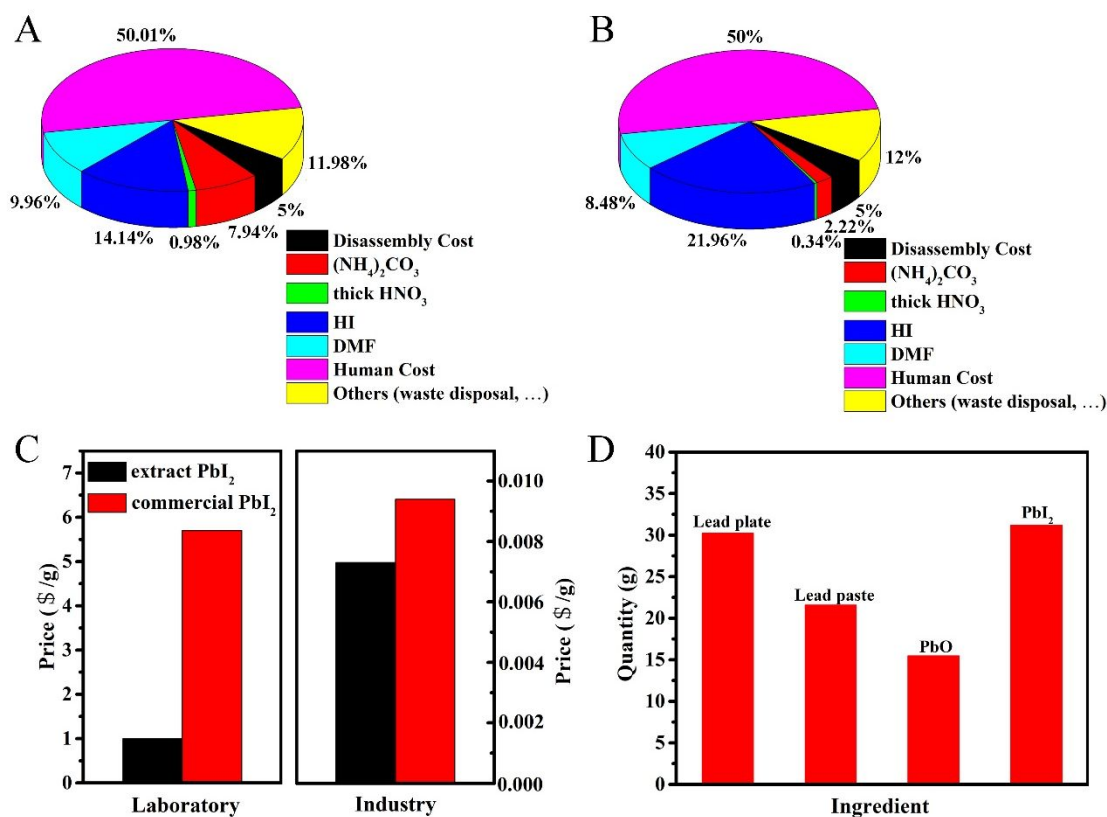 A
50.01%
11.98%
5%
7.94%
0.98%
14.14%
9.96%
Disassembly Cost
(NH₄)₂CO₃
thick HNO₃
HI
DMF
Human Cost
Others (waste disposal, …)
B
50%
12%
5%
2.22%
0.34%
21.96%
8.48%
Disassembly Cost
(NH₄)₂CO₃
thick HNO₃
HI
DMF
Human Cost
Others (waste disposal, …)
C
Price ($/g)
7
6
5
4
3
2
1
0
extract PbI₂
commercial PbI₂
Laboratory
0.010
0.008
0.006
0.004
0.002
0.000
Price ($/g)
Industry
D
Quantity (g)
40
35
30
25
20
15
10
5
0
Lead plate
Lead paste
PbO
PbI₂
Ingredient